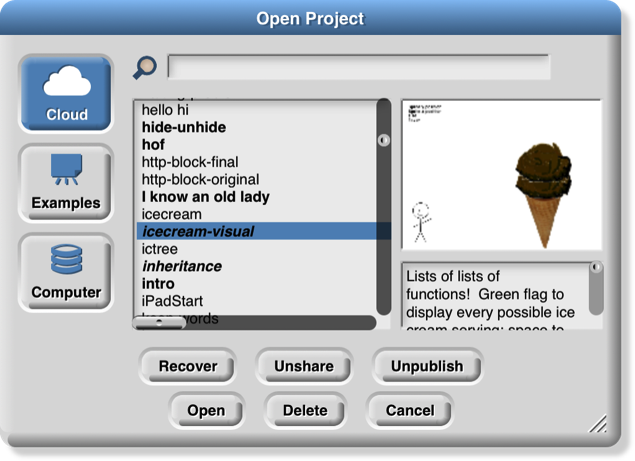 Open Project
Cloud
Examples
Computer
hello hi
hide-unhide
hof
http-block-final
http-block-original
I know an old lady
icecream
icecream-visual
ictree
inheritance
intro
iPadStart
words
Lists of lists of
functions! Green flag to
display every possible ice
cream serving; space to
Recover
Unshare
Unpublish
Open
Delete
Cancel